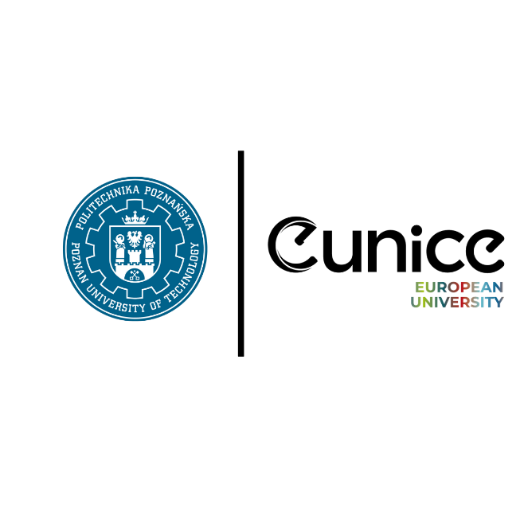 POLITECHNIKA POZNAŃSKA
POZNAN UNIVERSITY OF TECHNOLOGY
eunice
EUROPEAN
UNIVERSITY